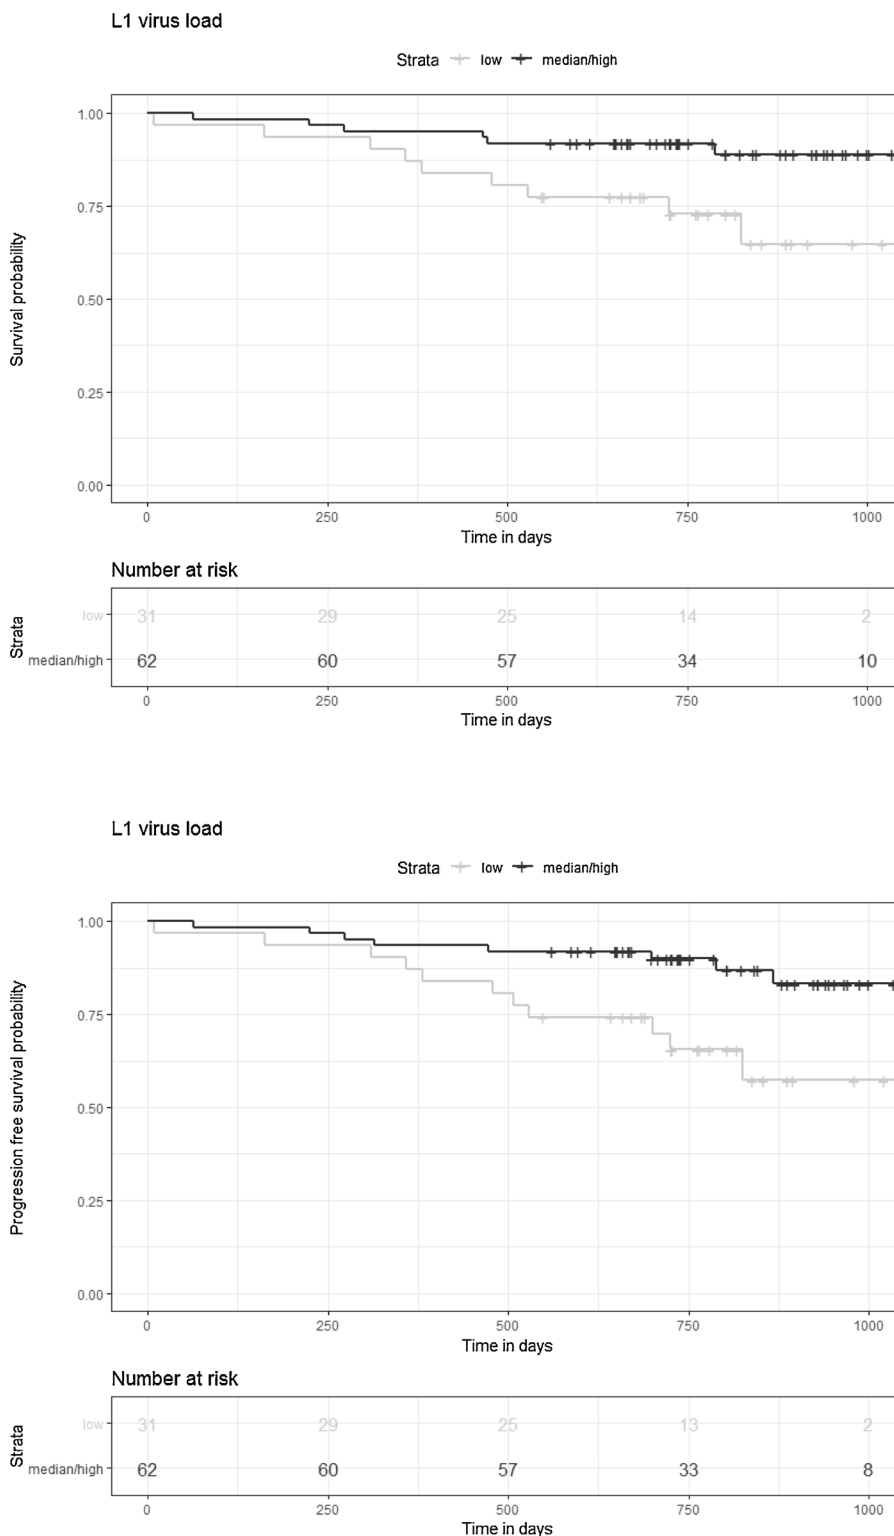 L1 virus load
Strata low median/high
Survival probability
1.00
0.75
0.50
0.25
0.00
0 250 500 750 1000
Time in days
Number at risk
Strata
low 31 29 25 14 2
median/high 62 60 57 34 10
0 250 500 750 1000
Time in days
L1 virus load
Strata low median/high
Progression free survival probability
1.00
0.75
0.50
0.25
0.00
0 250 500 750 1000
Time in days
Number at risk
Strata
low 31 29 25 13 2
median/high 62 60 57 33 8
0 250 500 750 1000
Time in days